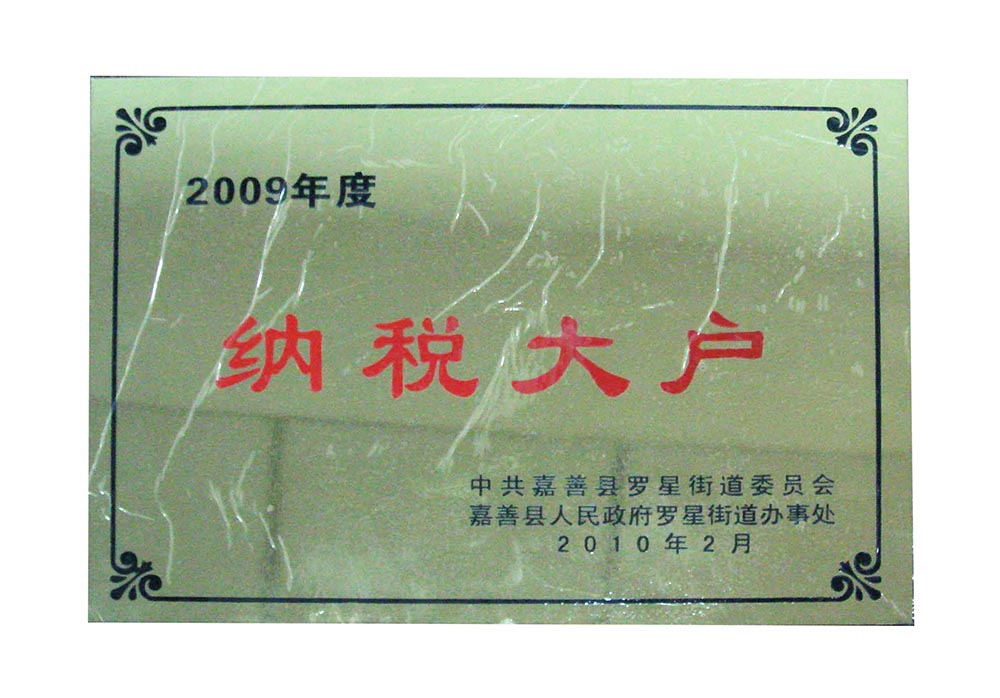 2009年度
纳税大户
中共嘉善县罗星街道委员会
嘉善县人民政府罗星街道办事处
2010年2月